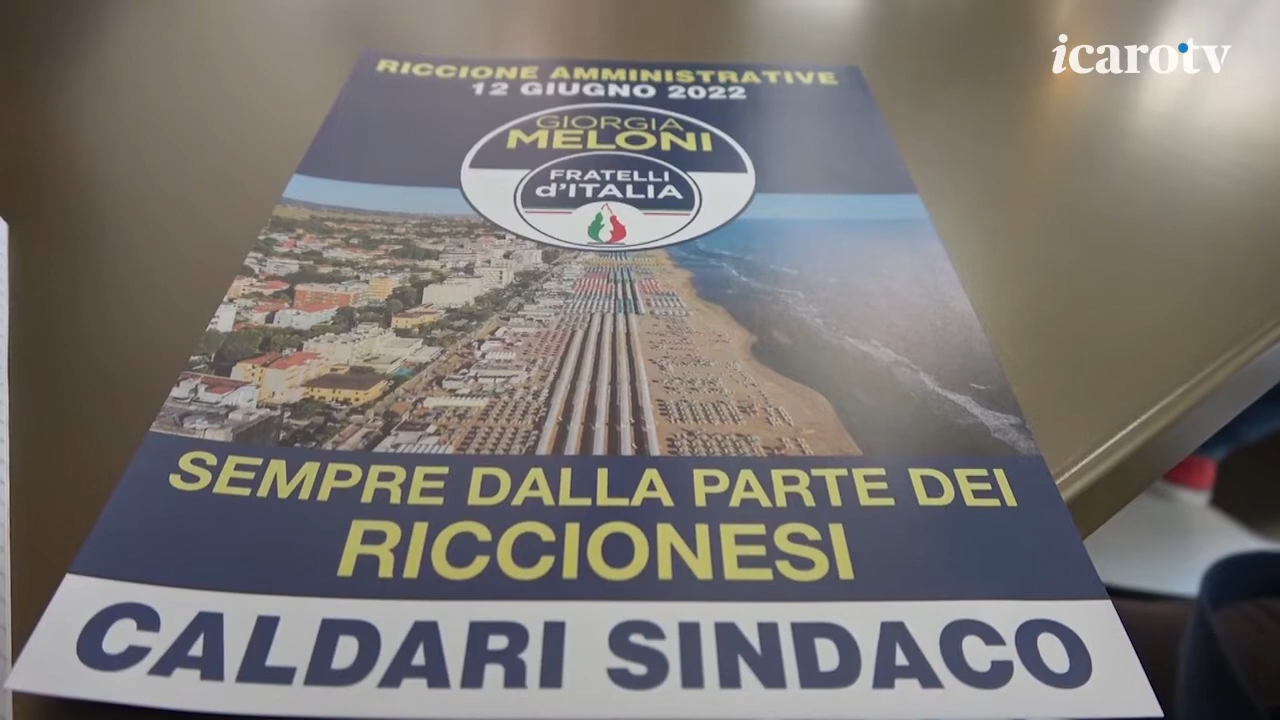 icarotv
RICCIONE AMMINISTRATIVE
12 GIUGNO 2022
GIORGIA
MELONI
FRATELLI
d'ITALIA
SEMPRE DALLA PARTE DEI
RICCIONESI
CALDARI SINDACO